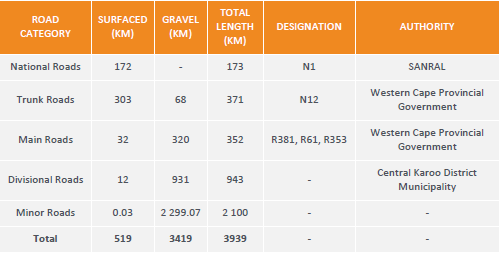 ROAD CATEGORY | SURFACED (KM) | GRAVEL (KM) | TOTAL LENGTH (KM) | DESIGNATION | AUTHORITY
National Roads | 172 | - | 173 | N1 | SANRAL
Trunk Roads | 303 | 68 | 371 | N12 | Western Cape Provincial Government
Main Roads | 32 | 320 | 352 | R381, R61, R353 | Western Cape Provincial Government
Divisional Roads | 12 | 931 | 943 | - | Central Karoo District Municipality
Minor Roads | 0.03 | 2 299.07 | 2 100 | - | -
Total | 519 | 3419 | 3939 | - | -